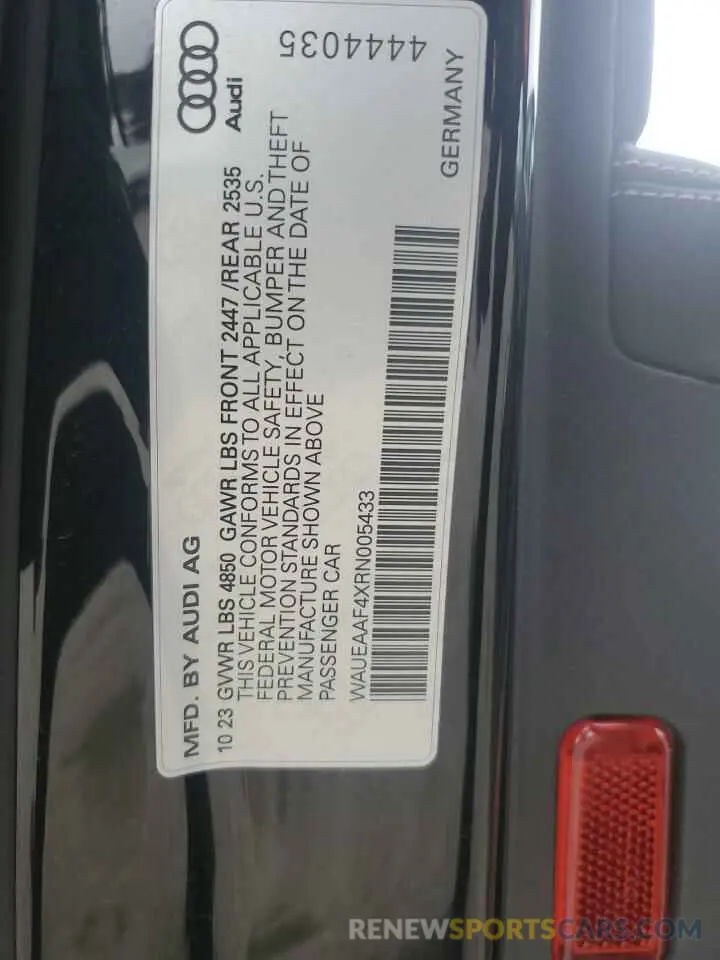 MFD. BY AUDI AG
Audi
10 23 GVWR LBS 4850 GAWR LBS FRONT 2447 /REAR 2535
THIS VEHICLE CONFORMS TO ALL APPLICABLE U.S.
FEDERAL MOTOR VEHICLE SAFETY, BUMPER AND THEFT
PREVENTION STANDARDS IN EFFECT ON THE DATE OF
MANUFACTURE SHOWN ABOVE
PASSENGER CAR
WAUEAAF4XRN005433
4444035
GERMANY
RENEWSPORTSCARS.COM